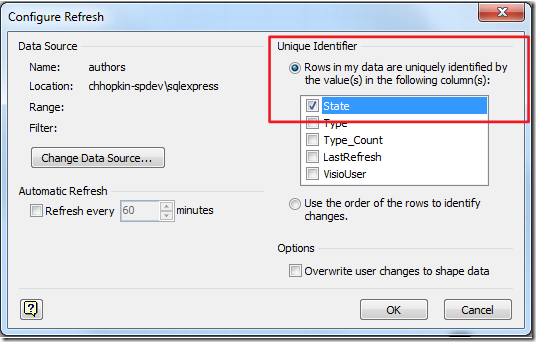 Configure Refresh
Data Source
Name: authors
Location: chhopkin-spdev\sqlexpress
Range:
Filter:
Change Data Source...
Automatic Refresh
Refresh every 60 minutes
Unique Identifier
Rows in my data are uniquely identified by
the value(s) in the following column(s):
State
Type
Type_Count
LastRefresh
VisioUser
Use the order of the rows to identify
changes.
Options
Overwrite user changes to shape data
?
OK
Cancel